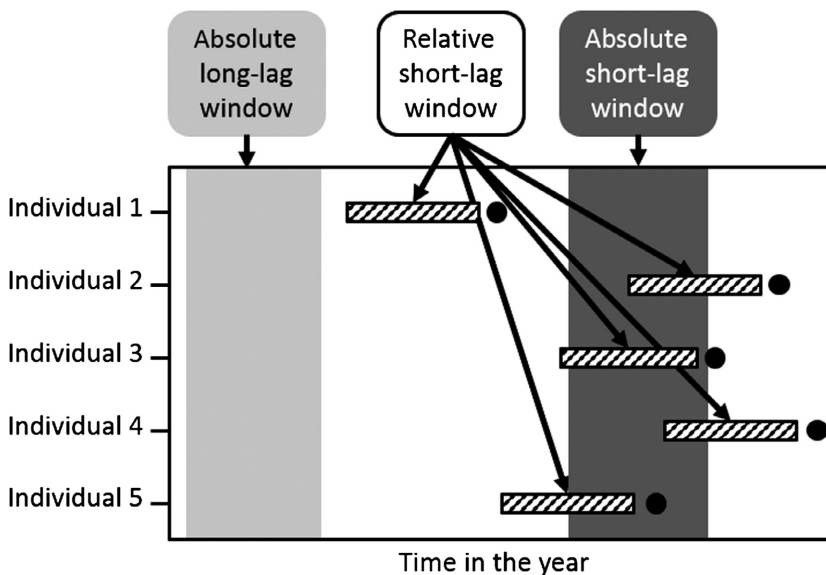 Absolute
long-lag
window
Relative
short-lag
window
Absolute
short-lag
window
Individual 1
Individual 2
Individual 3
Individual 4
Individual 5
Time in the year